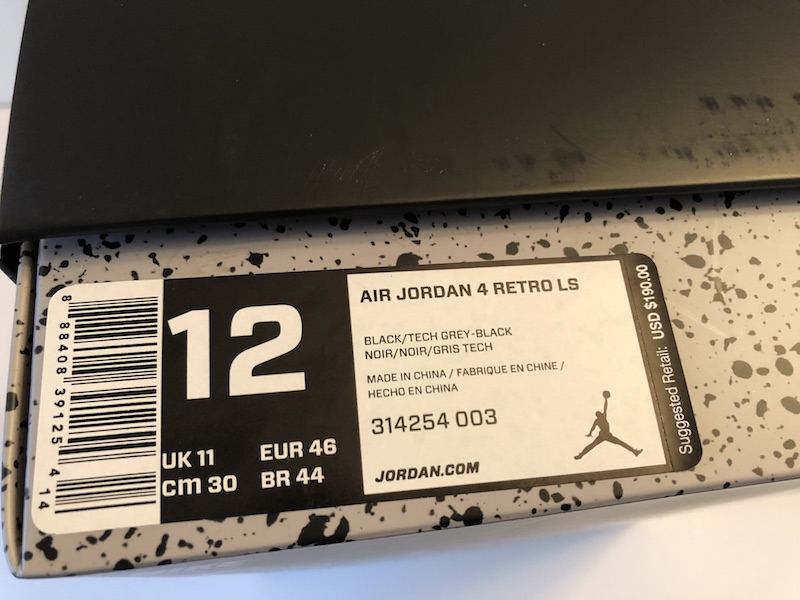 8 88408 39125 4 14
12
UK 11 EUR 46
CM 30 BR 44
AIR JORDAN 4 RETRO LS
BLACK/TECH GREY-BLACK
NOIR/NOIR/GRIS TECH
MADE IN CHINA / FABRIQUE EN CHINE /
HECHO EN CHINA
314254 003
JORDAN.COM
Suggested Retail: USD $190.00